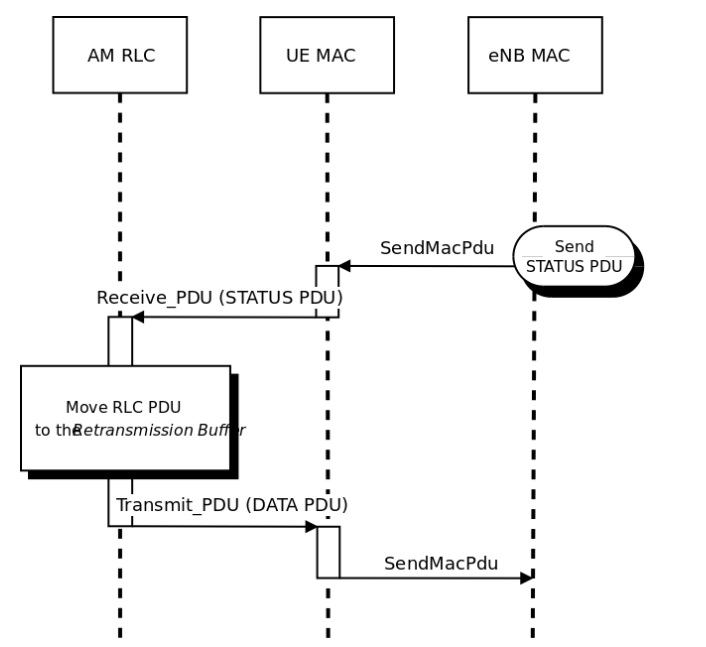 AM RLC
UE MAC
eNB MAC
SendMacPdu
Send
STATUS PDU
Receive_PDU (STATUS PDU)
Move RLC PDU
to the Retransmission Buffer
Transmit_PDU (DATA PDU)
SendMacPdu